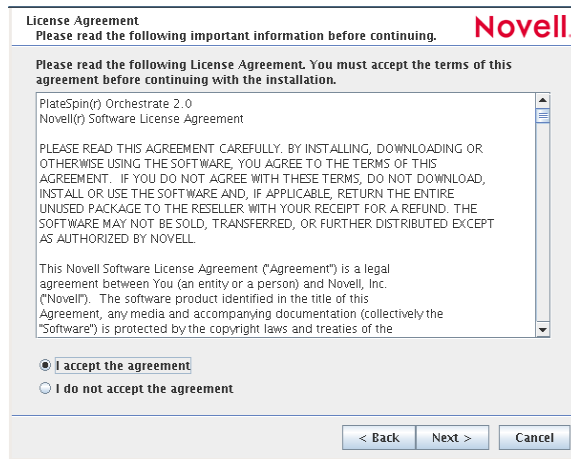 License Agreement
Please read the following important information before continuing.
Novell.
Please read the following License Agreement. You must accept the terms of this
agreement before continuing with the installation.
PlateSpin(r) Orchestrate 2.0
Novell(r) Software License Agreement
PLEASE READ THIS AGREEMENT CAREFULLY. BY INSTALLING, DOWNLOADING OR
OTHERWISE USING THE SOFTWARE, YOU AGREE TO THE TERMS OF THIS
AGREEMENT.  IF YOU DO NOT AGREE WITH THESE TERMS, DO NOT DOWNLOAD,
INSTALL OR USE THE SOFTWARE AND, IF APPLICABLE, RETURN THE ENTIRE
UNUSED PACKAGE TO THE RESELLER WITH YOUR RECEIPT FOR A REFUND. THE
SOFTWARE MAY NOT BE SOLD, TRANSFERRED, OR FURTHER DISTRIBUTED EXCEPT
AS AUTHORIZED BY NOVELL.
This Novell Software License Agreement ("Agreement") is a legal
agreement between You (an entity or a person) and Novell, Inc.
("Novell").  The software product identified in the title of this
Agreement, any media and accompanying documentation (collectively the
"Software") is protected by the copyright laws and treaties of the
I accept the agreement
I do not accept the agreement
< Back
Next >
Cancel